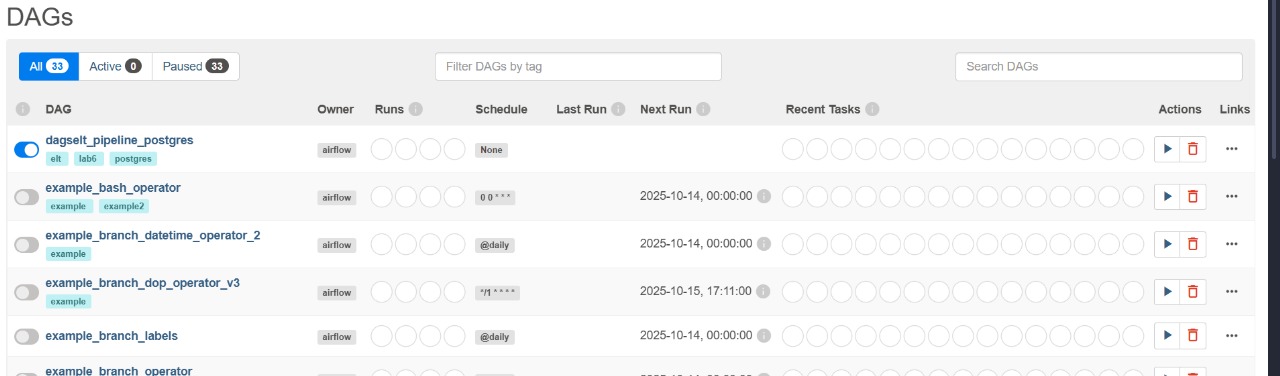 DAGs
All 33 Active 0 Paused 33 Filter DAGs by tag Search DAGs
DAG Owner Runs Schedule Last Run Next Run Recent Tasks Actions Links
dagselt_pipeline_postgres airflow None
elt lab6 postgres
example_bash_operator airflow 0 0 * * * 2025-10-14, 00:00:00
example example2
example_branch_datetime_operator_2 airflow @daily 2025-10-14, 00:00:00
example
example_branch_dop_operator_v3 airflow */1 * * * * 2025-10-15, 17:11:00
example
example_branch_labels airflow @daily 2025-10-14, 00:00:00
example_branch_operator